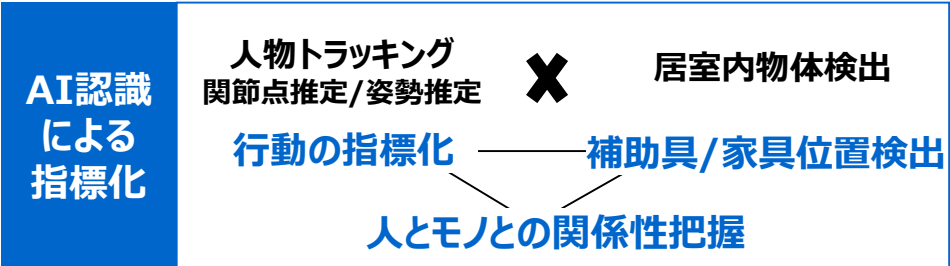 AI認識
による
指標化
人物トラッキング
関節点推定/姿勢推定
居室内物体検出
行動の指標化
補助具/家具位置検出
人とモノとの関係性把握